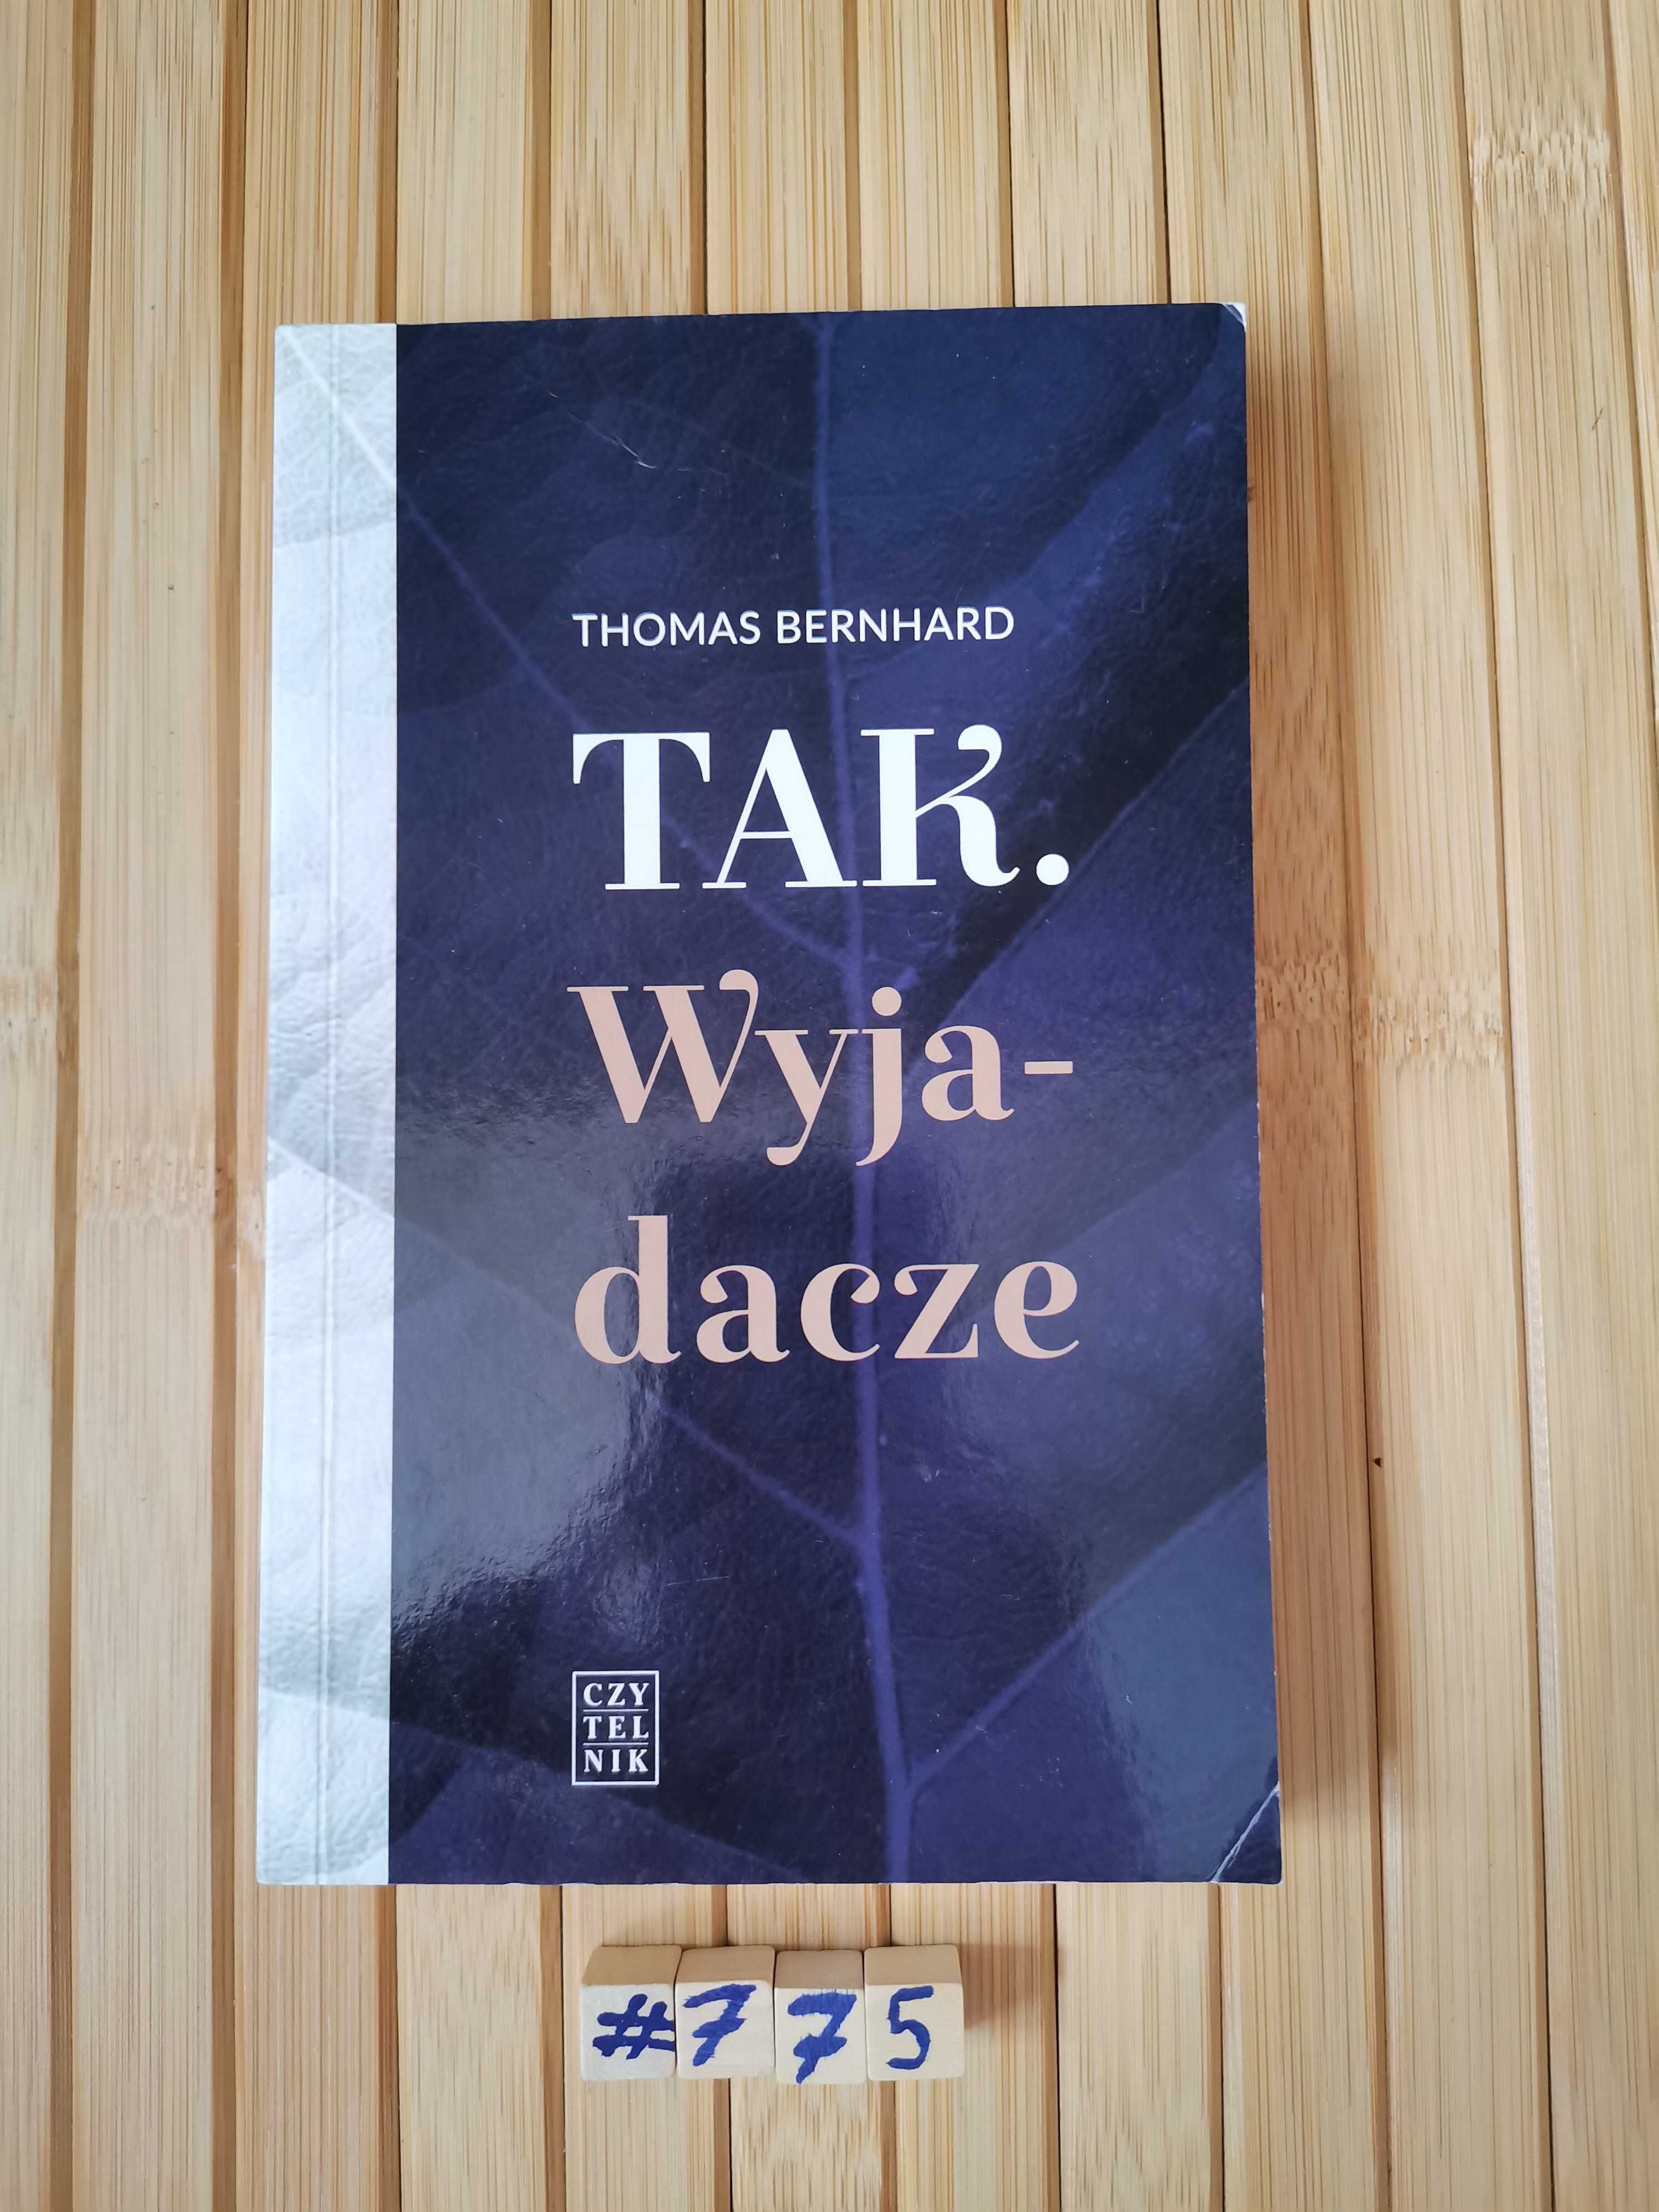 THOMAS BERNHARD
TAK.
Wyja-
dacze
CZY
TEL
NIK
#775